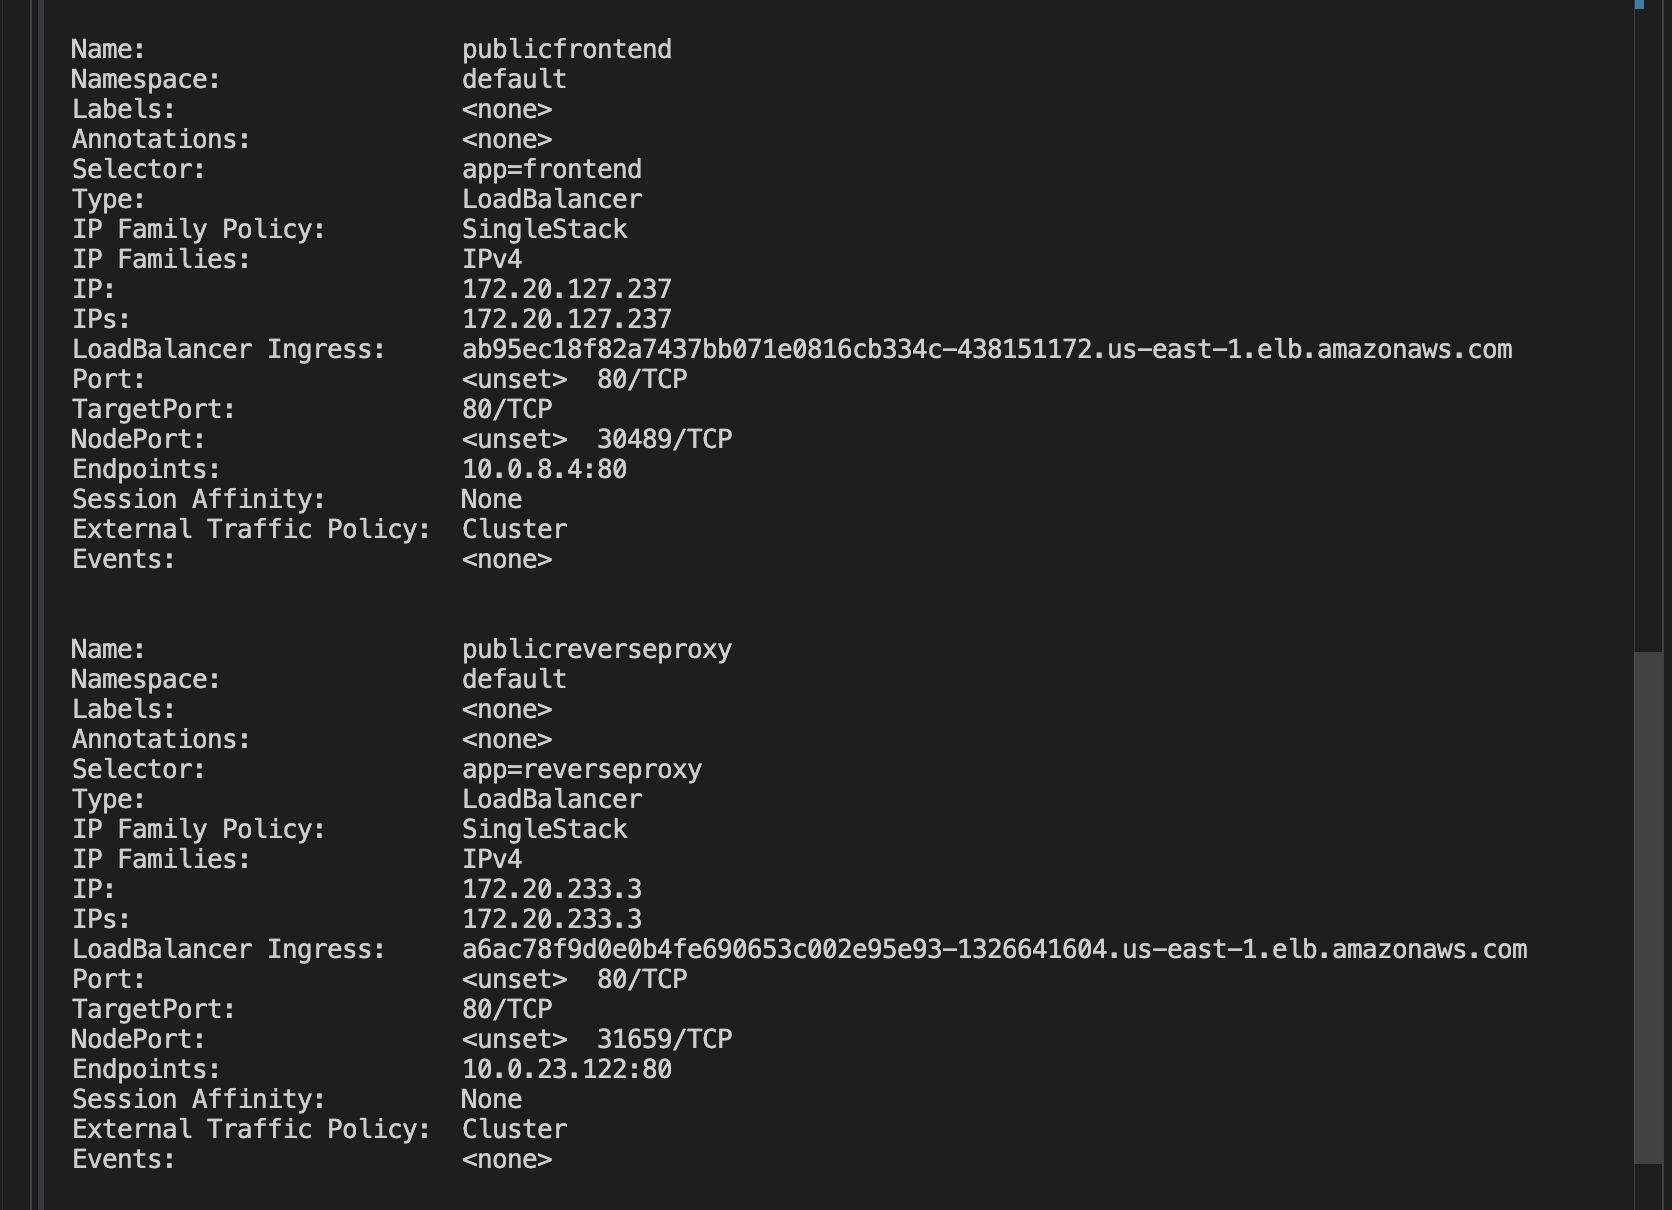 Name: publicfrontend
Namespace: default
Labels: <none>
Annotations: <none>
Selector: app=frontend
Type: LoadBalancer
IP Family Policy: SingleStack
IP Families: IPv4
IP: 172.20.127.237
IPs: 172.20.127.237
LoadBalancer Ingress: ab95ec18f82a7437bb071e0816cb334c-438151172.us-east-1.elb.amazonaws.com
Port: <unset> 80/TCP
TargetPort: 80/TCP
NodePort: <unset> 30489/TCP
Endpoints: 10.0.8.4:80
Session Affinity: None
External Traffic Policy: Cluster
Events: <none>
Name: publicreverseproxy
Namespace: default
Labels: <none>
Annotations: <none>
Selector: app=reverseproxy
Type: LoadBalancer
IP Family Policy: SingleStack
IP Families: IPv4
IP: 172.20.233.3
IPs: 172.20.233.3
LoadBalancer Ingress: a6ac78f9d0e0b4fe690653c002e95e93-1326641604.us-east-1.elb.amazonaws.com
Port: <unset> 80/TCP
TargetPort: 80/TCP
NodePort: <unset> 31659/TCP
Endpoints: 10.0.23.122:80
Session Affinity: None
External Traffic Policy: Cluster
Events: <none>